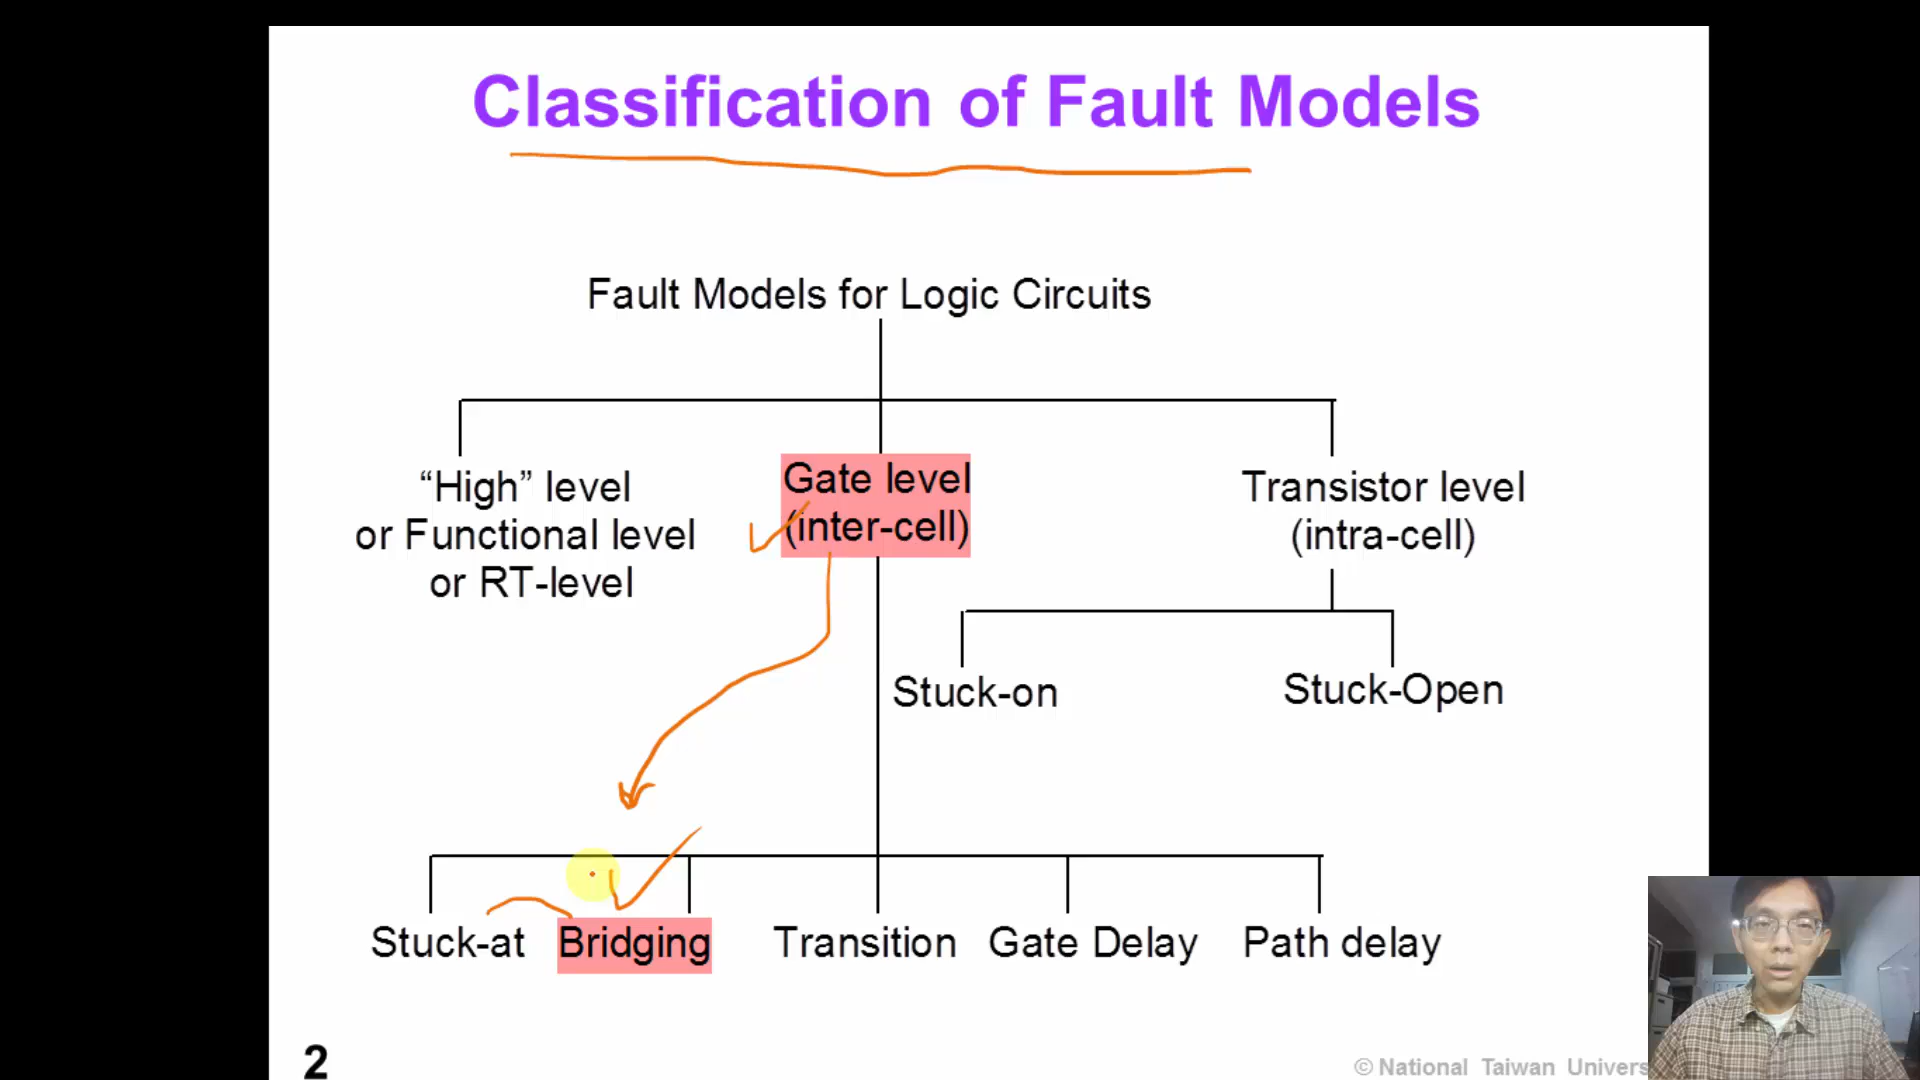 Classification of Fault Models
Fault Models for Logic Circuits
“High” level
or Functional level
or RT-level
Gate level
(inter-cell)
Transistor level
(intra-cell)
Stuck-on
Stuck-Open
Stuck-at
Bridging
Transition
Gate Delay
Path delay
2
© National Taiwan